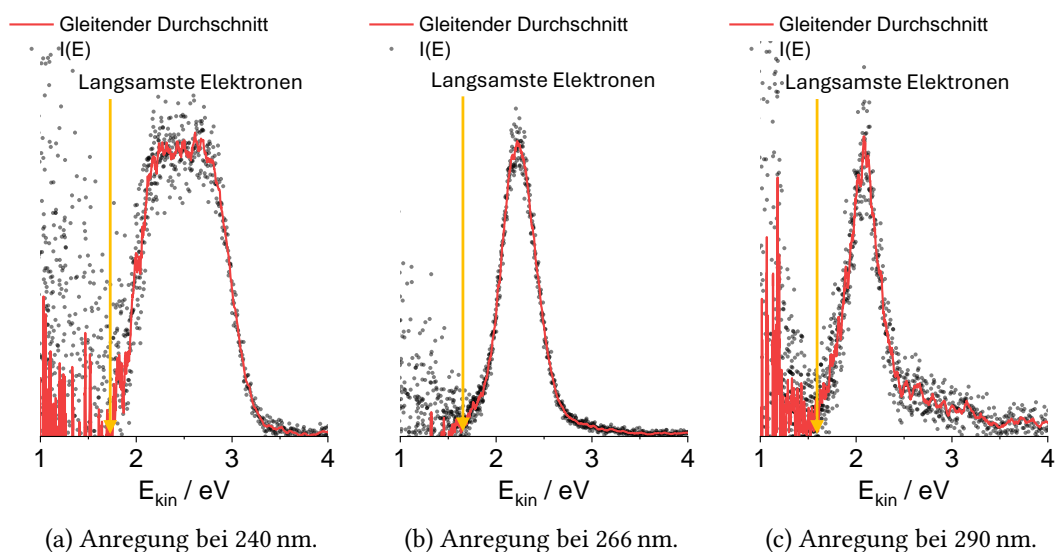 Gleitender Durchschnitt
I(E)
Langsamste Elektronen
1 2 3 4
E_kin / eV
(a) Anregung bei 240 nm.
Gleitender Durchschnitt
I(E)
Langsamste Elektronen
1 2 3 4
E_kin / eV
(b) Anregung bei 266 nm.
Gleitender Durchschnitt
I(E)
Langsamste Elektronen
1 2 3 4
E_kin / eV
(c) Anregung bei 290 nm.